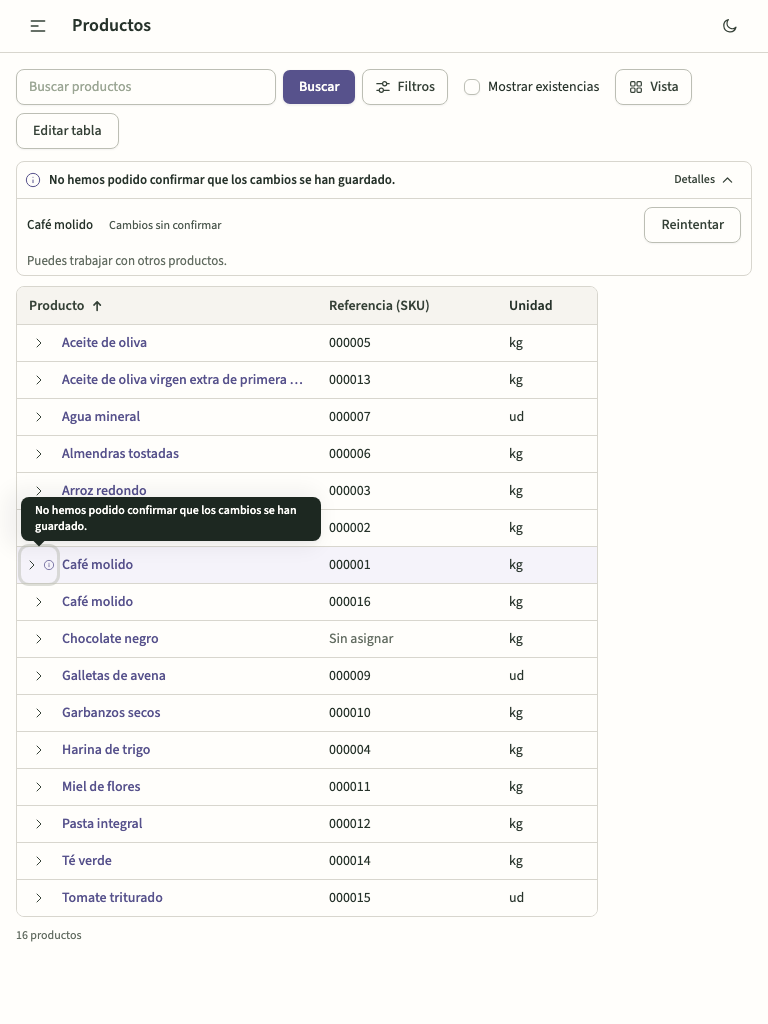 Productos
Buscar productos
Buscar
Filtros
Mostrar existencias
Vista
Editar tabla
No hemos podido confirmar que los cambios se han guardado.
Detalles
Café molido
Cambios sin confirmar
Reintentar
Puedes trabajar con otros productos.
Producto
Referencia (SKU)
Unidad
Aceite de oliva 000005 kg
Aceite de oliva virgen extra de primera … 000013 kg
Agua mineral 000007 ud
Almendras tostadas 000006 kg
Arroz redondo 000003 kg
No hemos podido confirmar que los cambios se han
guardado.
000002 kg
Café molido 000001 kg
Café molido 000016 kg
Chocolate negro Sin asignar kg
Galletas de avena 000009 ud
Garbanzos secos 000010 kg
Harina de trigo 000004 kg
Miel de flores 000011 kg
Pasta integral 000012 kg
Té verde 000014 kg
Tomate triturado 000015 ud
16 productos